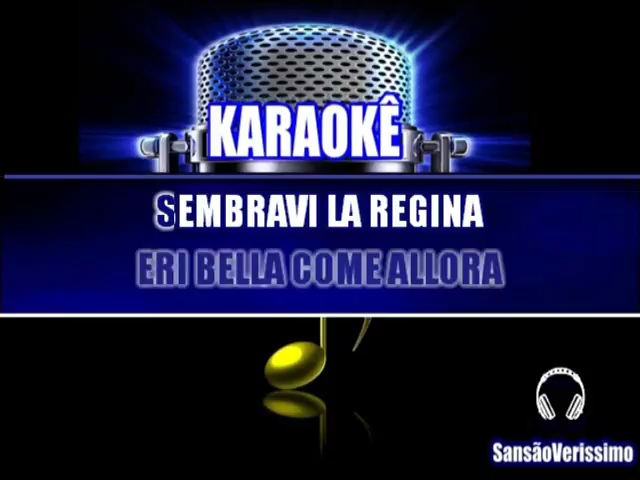 KARAOKÊ
SEMBRAVI LA REGINA
ERI BELLA COME ALLORA
SansãoVerissimo